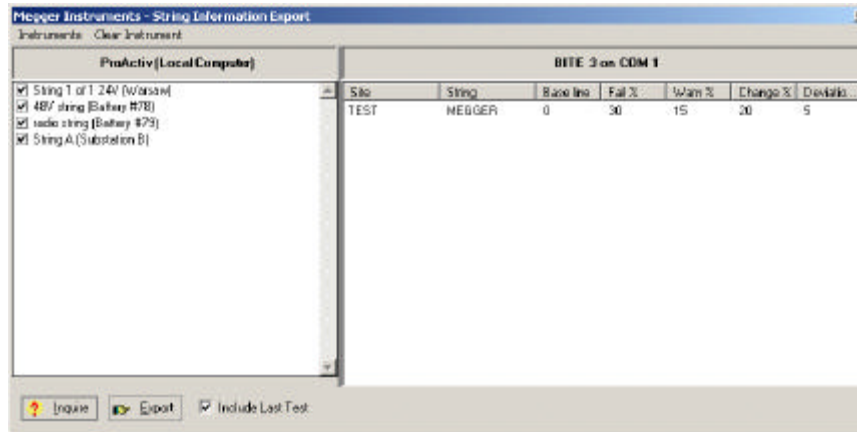 Megger Instruments - String Information Export
Instruments Clear Instrument
ProActiv (Local Computer)
BITE 3 on COM 1
String 1 of 1 24V (Warsaw)
48V string (Battery #78)
radio string (Battery #79)
String A (Substation B)
Site String Base line Fail % Warn % Change % Deviatio...
TEST MEGGER 0 30 15 20 5
Inquire Export Include Last Test